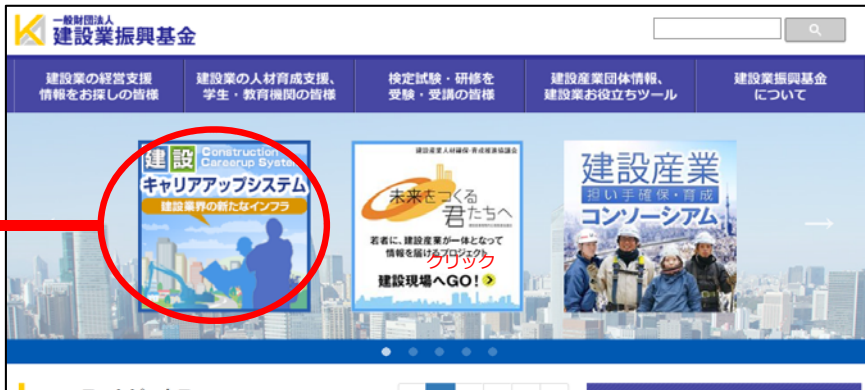 一般財団法人
建設業振興基金
建設業の経営支援
情報をお探しの皆様
建設業の人材育成支援、
学生・教育機関の皆様
検定試験・研修を
受験・受講の皆様
建設産業団体情報、
建設業お役立ちツール
建設業振興基金
について
建設
Construction
Careerup System
キャリアアップシステム
建設業界の新たなインフラ
建設産業人材確保・育成推進協議会
未来をつくる
君たちへ
若者に、建設産業が一体となって
情報を届けるプロジェクト
クリック
建設現場へGO!
建設産業
担い手確保・育成
コンソーシアム